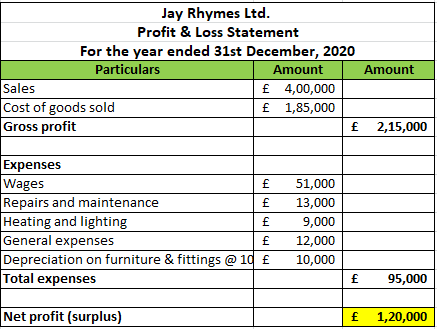 Jay Rhymes Ltd.
Profit & Loss Statement
For the year ended 31st December, 2020
Particulars Amount Amount
Sales £ 4,00,000
Cost of goods sold £ 1,85,000
Gross profit £ 2,15,000
Expenses
Wages £ 51,000
Repairs and maintenance £ 13,000
Heating and lighting £ 9,000
General expenses £ 12,000
Depreciation on furniture & fittings @ 10 £ 10,000
Total expenses £ 95,000
Net profit (surplus) £ 1,20,000